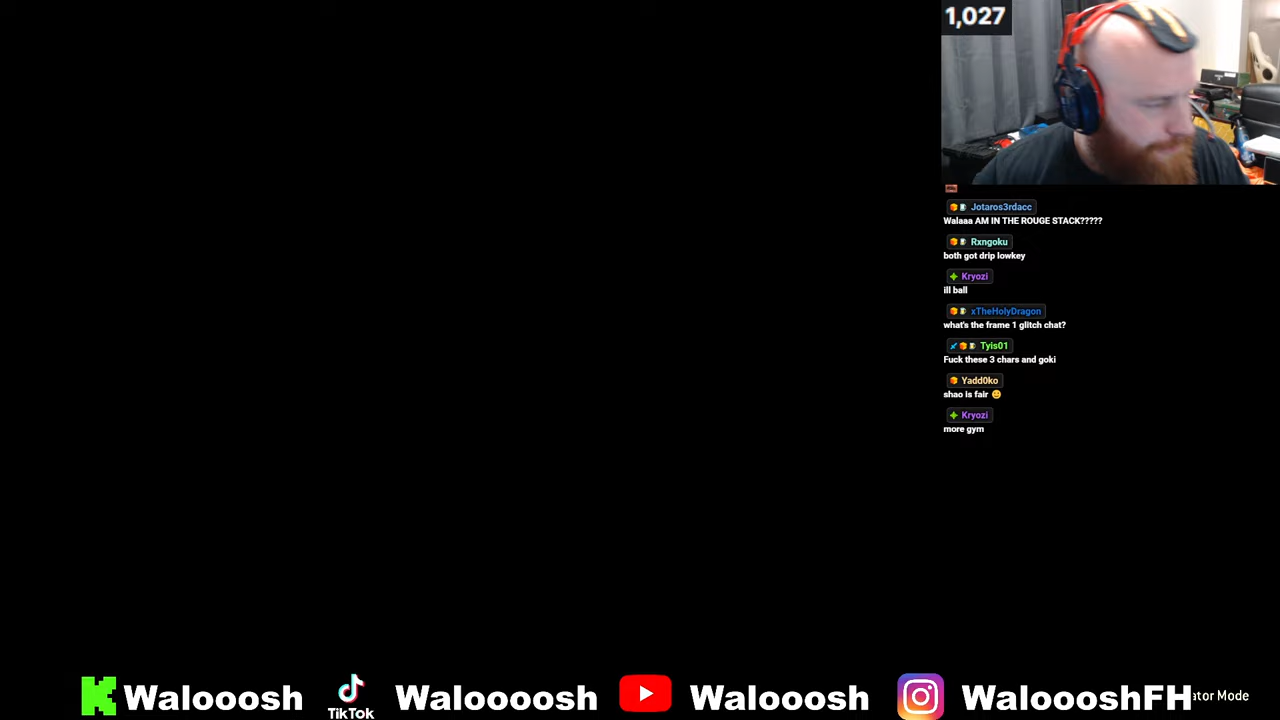 1,027
Jotaros3rdacc
Walaaa AM IN THE ROUGE STACK?????
Rxngoku
both got drip lowkey
Kryozi
ill ball
xTheHolyDragon
what's the frame 1 glitch chat?
Tyis01
Fuck these 3 chars and goki
Yadd0ko
shao is fair
Kryozi
more gym
Walooosh
TikTok
Waloooosh
Walooosh
WaloooshFH
ator Mode